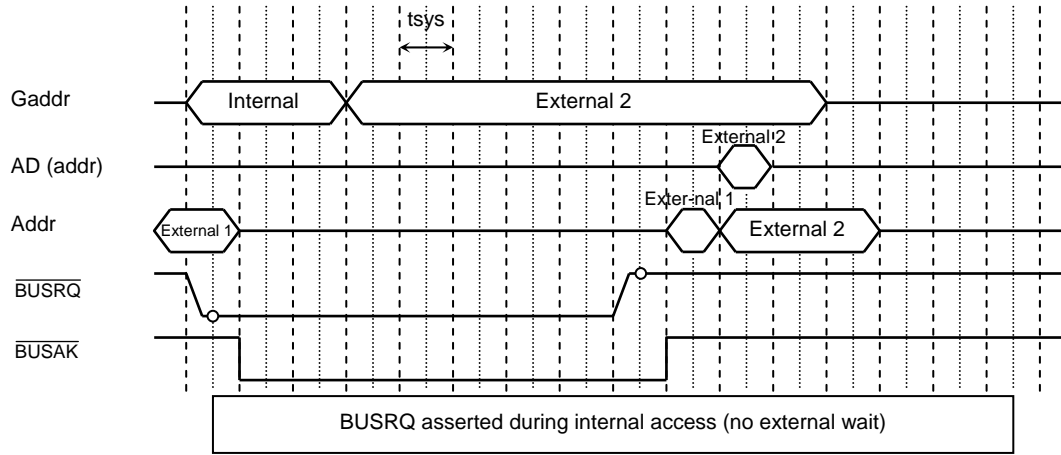 tsys
Gaddr
Internal
External 2
AD (addr)
External 2
Exter-nal 1
Addr
External 1
External 2
BUSRQ
BUSAK
BUSRQ asserted during internal access (no external wait)